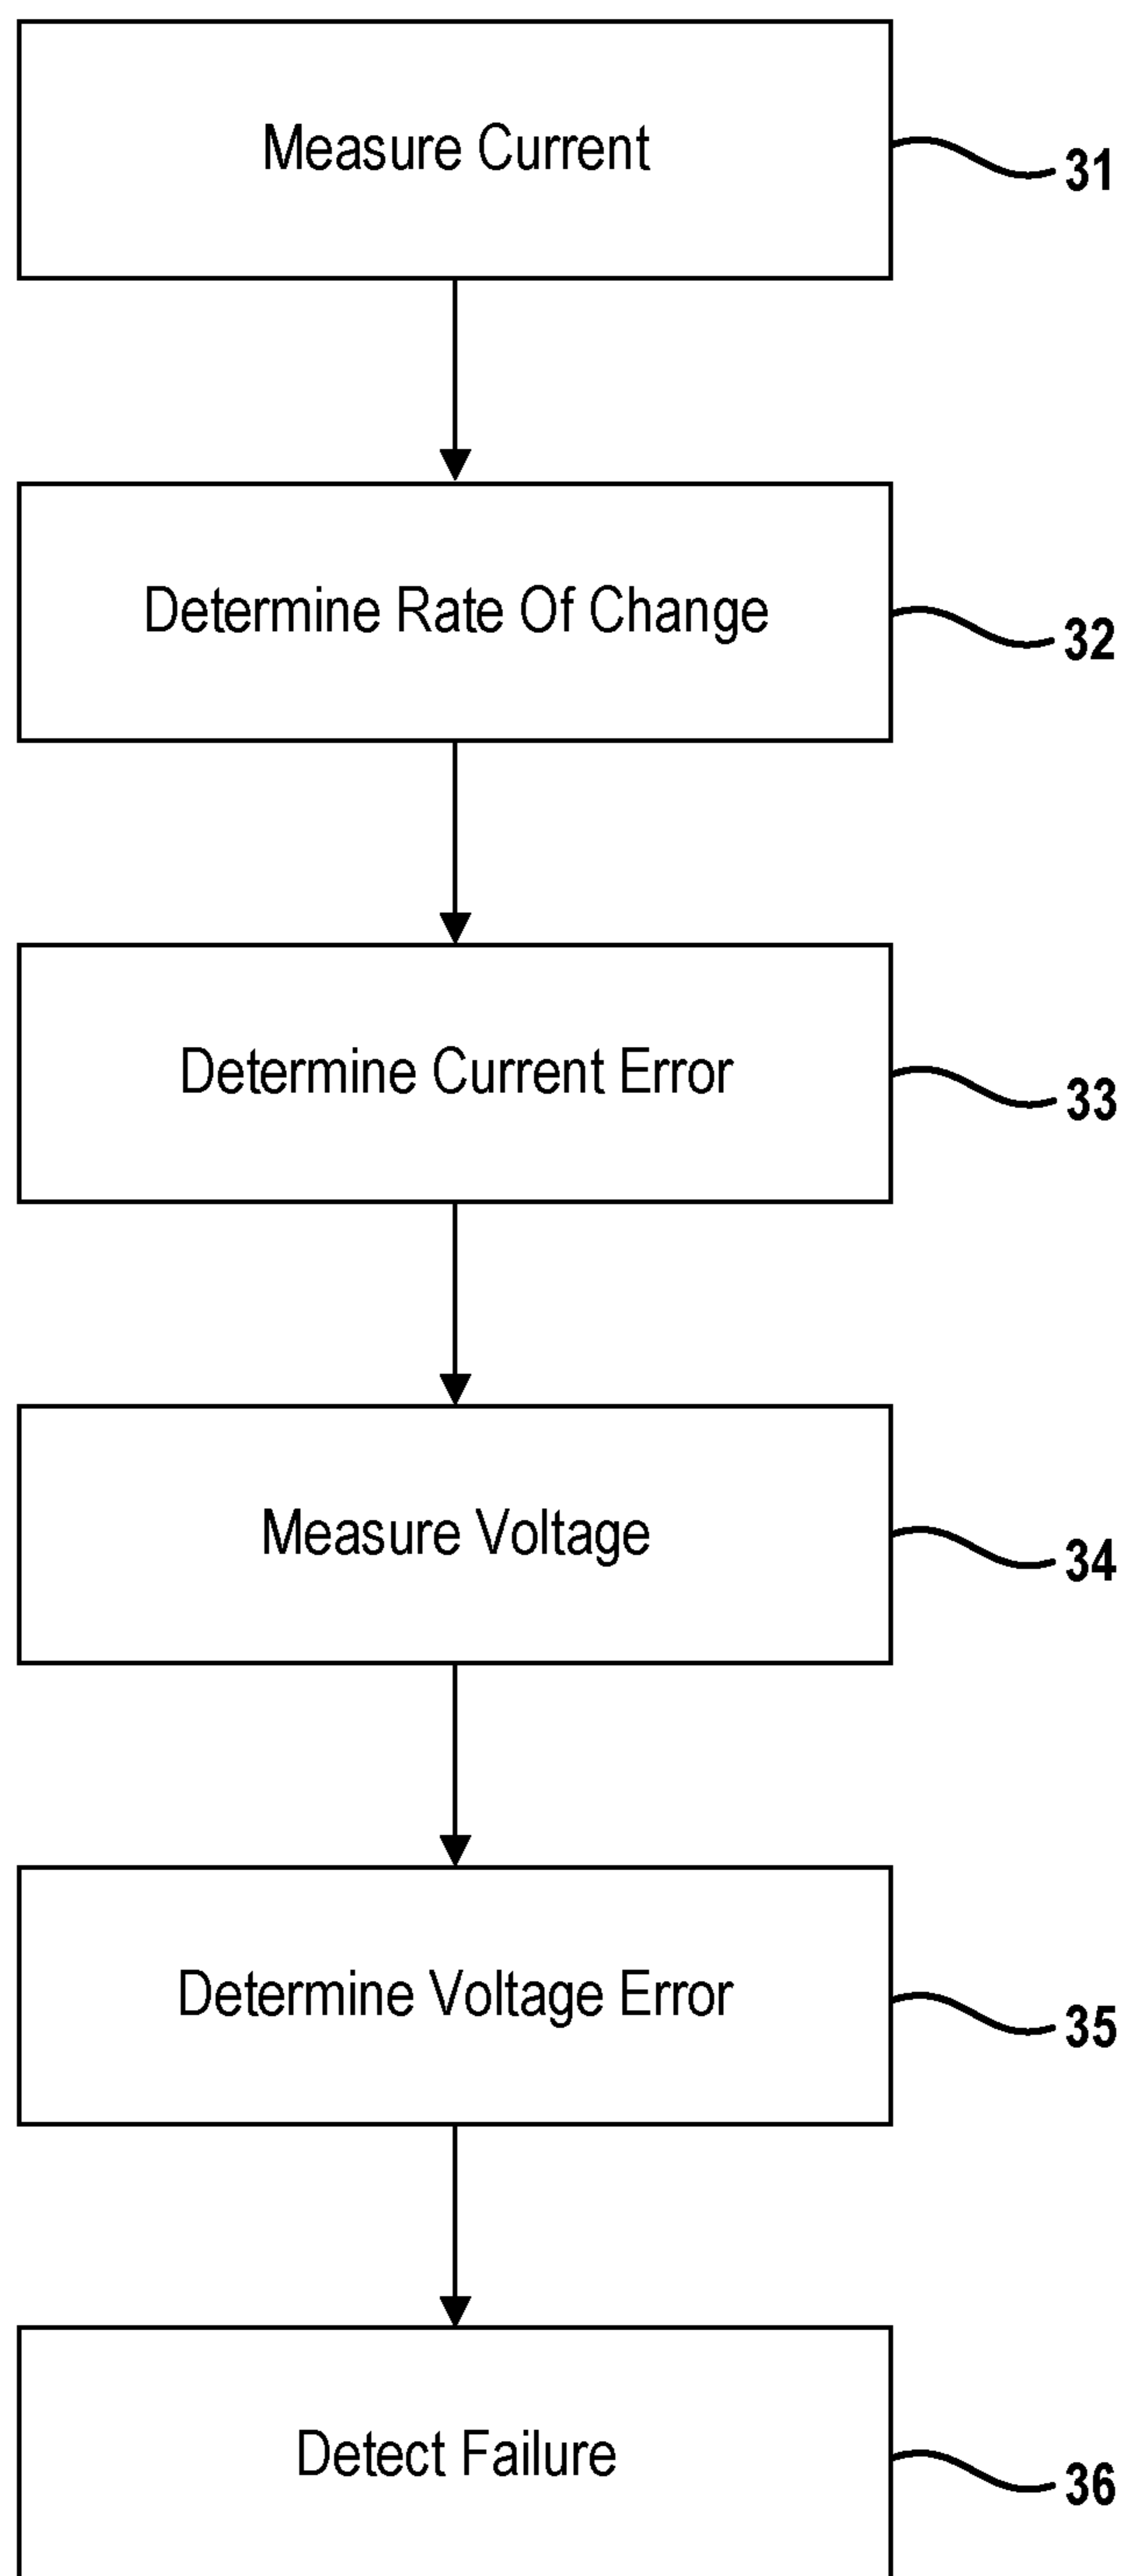 Measure Current
31
Determine Rate Of Change
32
Determine Current Error
33
Measure Voltage
34
Determine Voltage Error
35
Detect Failure
36